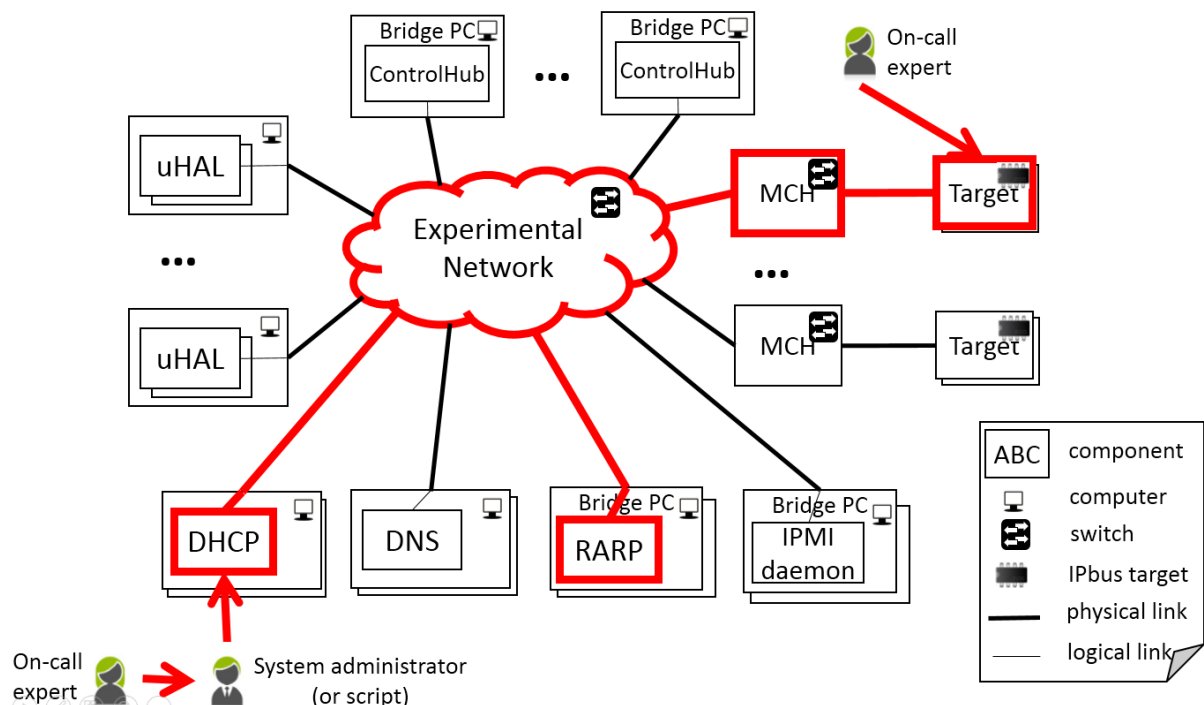 Bridge PC
ControlHub
...
Bridge PC
ControlHub
On-call
expert
uHAL
...
uHAL
Experimental
Network
MCH
Target
...
MCH
Target
DHCP
DNS
Bridge PC
RARP
Bridge PC
IPMI
daemon
On-call
expert
System administrator
(or script)
ABC
component
computer
switch
IPbus target
physical link
logical link